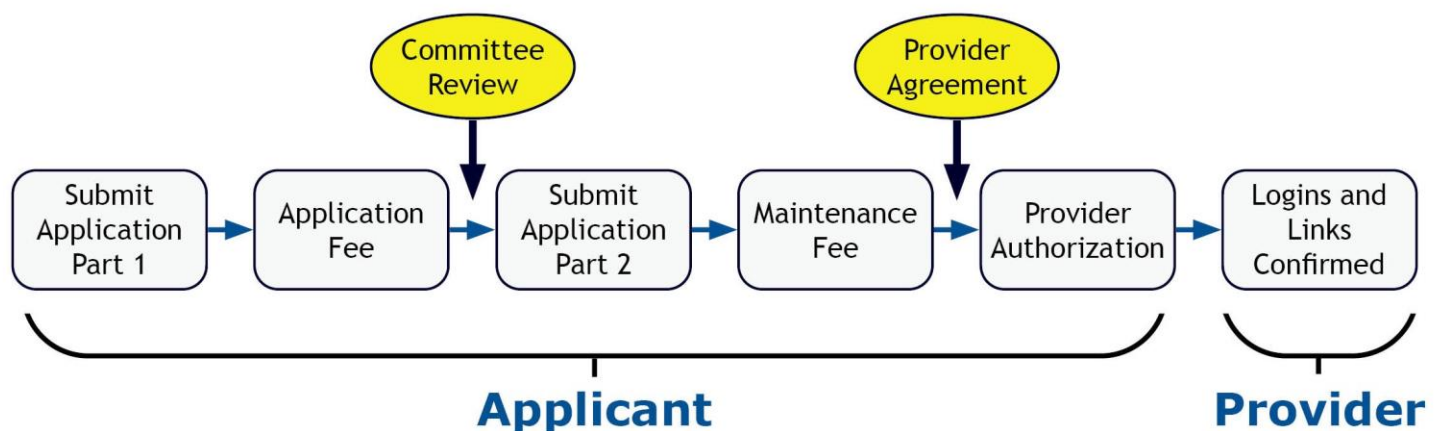 Committee
Review
Provider
Agreement
Submit
Application
Part 1
Application
Fee
Submit
Application
Part 2
Maintenance
Fee
Provider
Authorization
Logins and
Links
Confirmed
Applicant
Provider